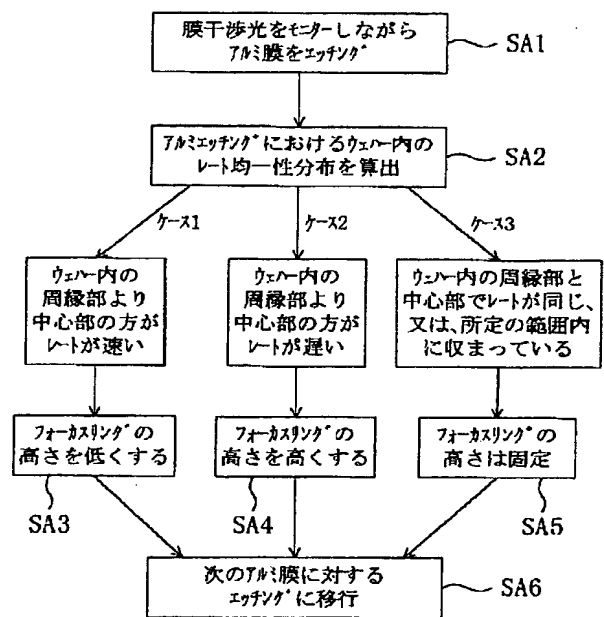 膜干渉光をﾓﾆﾀｰしながら
ｱﾙﾐ膜をｴｯﾁﾝｸﾞ
SA1
ｱﾙﾐｴｯﾁﾝｸﾞにおけるｳｪﾊｰ内の
ﾚｰﾄ均一性分布を算出
SA2
ｹｰｽ1
ｹｰｽ2
ｹｰｽ3
ｳｪﾊｰ内の
周縁部より
中心部の方が
ﾚｰﾄが速い
ｳｪﾊｰ内の
周縁部より
中心部の方が
ﾚｰﾄが遅い
ｳｪﾊｰ内の周縁部と
中心部でﾚｰﾄが同じ、
又は、所定の範囲内
に収まっている
ﾌｫｰｶｽﾘﾝｸﾞの
高さを低くする
SA3
ﾌｫｰｶｽﾘﾝｸﾞの
高さを高くする
SA4
ﾌｫｰｶｽﾘﾝｸﾞの
高さは固定
SA5
次のｱﾙﾐ膜に対する
ｴｯﾁﾝｸﾞに移行
SA6